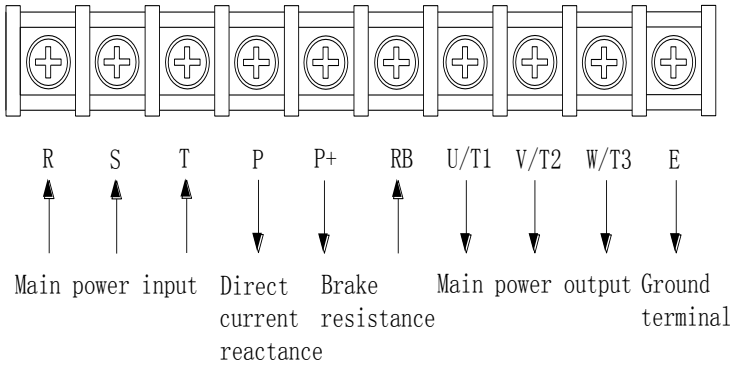 R S T P P+ RB U/T1 V/T2 W/T3 E
Main power input Direct current reactance Brake resistance Main power output Ground terminal